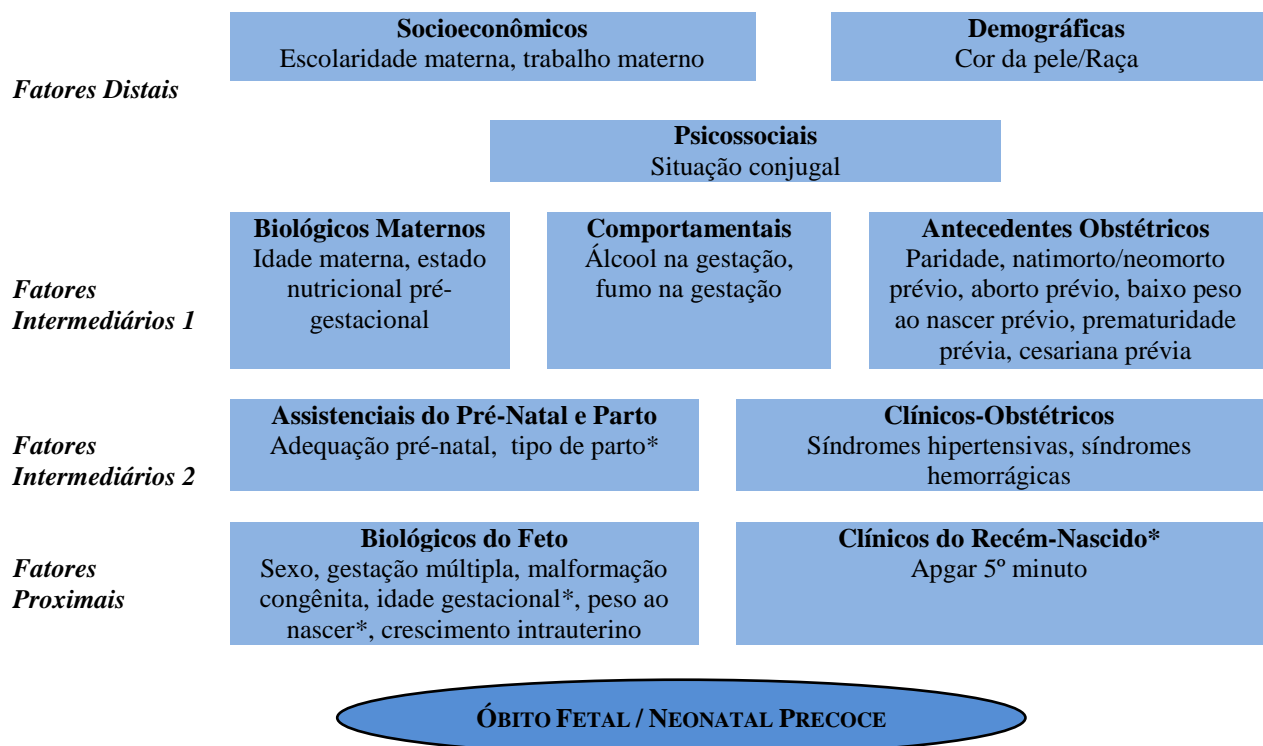 Socioeconômicos
Escolaridade materna, trabalho materno
Demográficas
Cor da pele/Raça
Fatores Distais
Psicossociais
Situação conjugal
Fatores
Intermediários 1
Biológicos Maternos
Idade materna, estado
nutricional pré-
gestacional
Comportamentais
Álcool na gestação,
fumo na gestação
Antecedentes Obstétricos
Paridade, natimorto/neomorto
prévio, aborto prévio, baixo peso
ao nascer prévio, prematuridade
prévia, cesariana prévia
Fatores
Intermediários 2
Assistenciais do Pré-Natal e Parto
Adequação pré-natal, tipo de parto*
Clínicos-Obstétricos
Síndromes hipertensivas, síndromes
hemorrágicas
Fatores
Proximais
Biológicos do Feto
Sexo, gestação múltipla, malformação
congênita, idade gestacional*, peso ao
nascer*, crescimento intrauterino
Clínicos do Recém-Nascido*
Apgar 5º minuto
ÓBITO FETAL / NEONATAL PRECOCE